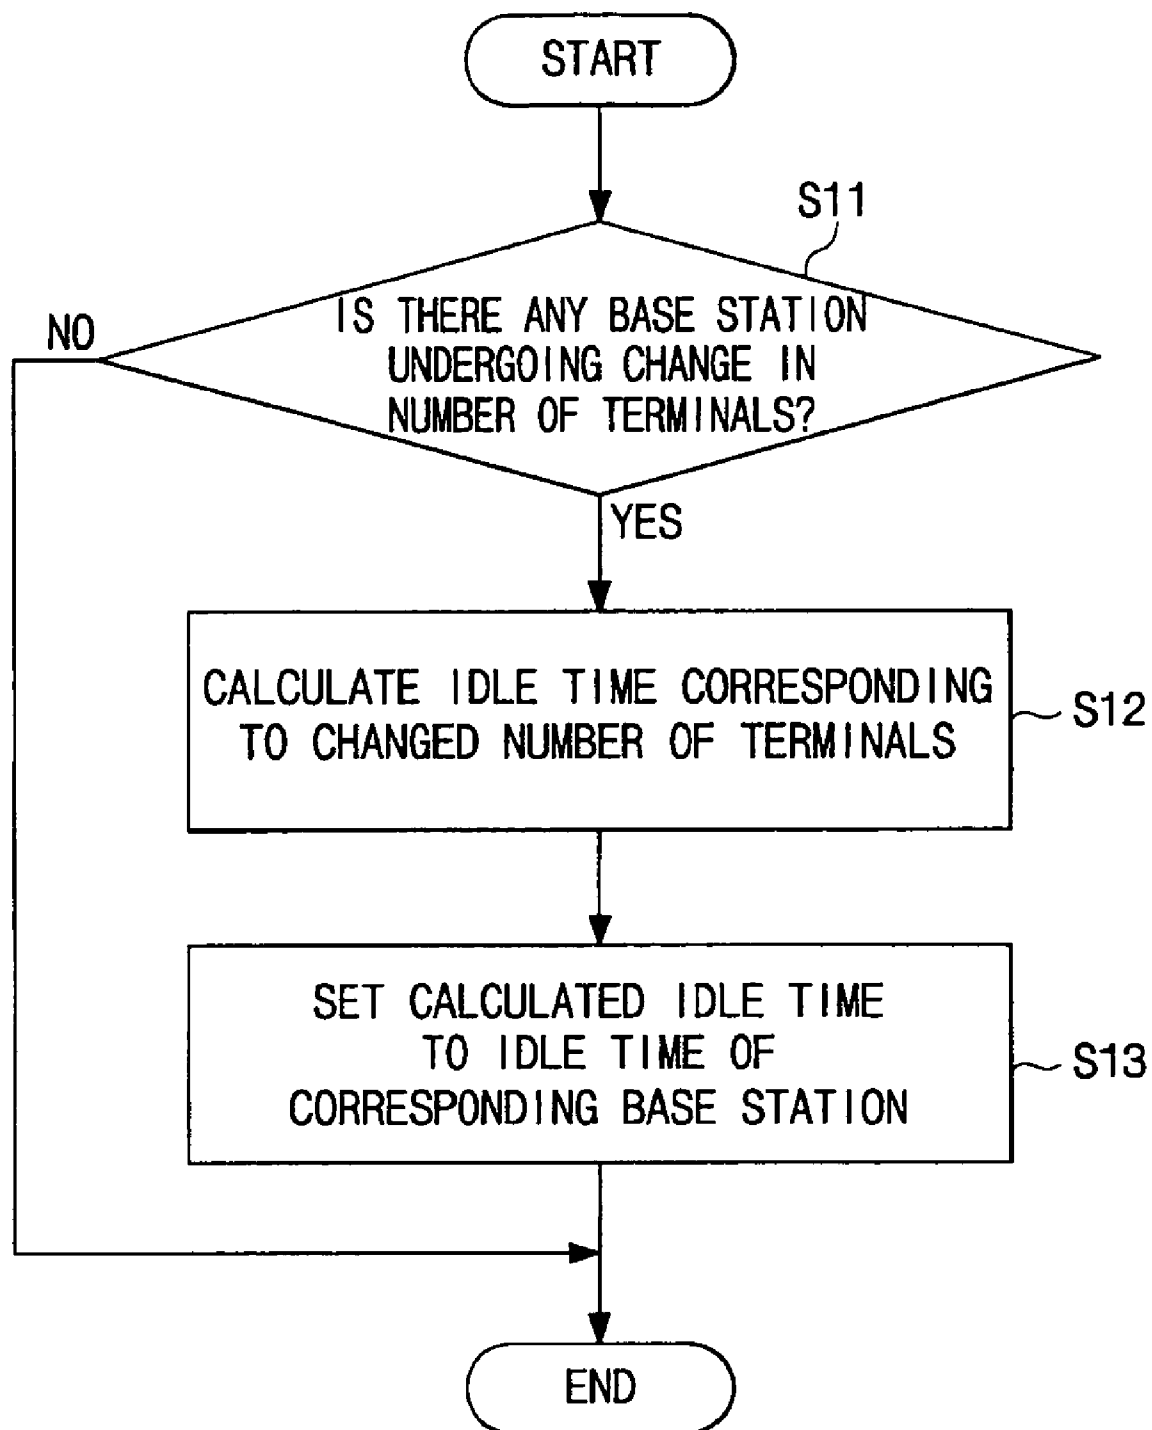 START
S11
IS THERE ANY BASE STATION
UNDERGOING CHANGE IN
NUMBER OF TERMINALS?
NO
YES
CALCULATE IDLE TIME CORRESPONDING
TO CHANGED NUMBER OF TERMINALS
S12
SET CALCULATED IDLE TIME
TO IDLE TIME OF
CORRESPONDING BASE STATION
S13
END